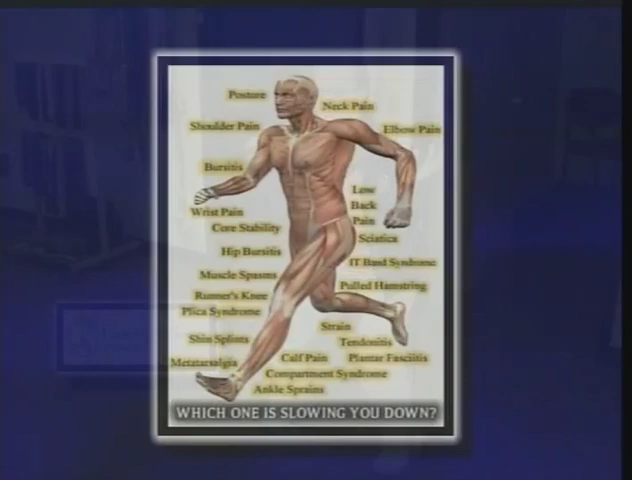 Posture
Neck Pain
Shoulder Pain
Elbow Pain
Bursitis
Low
Back
Pain
Wrist Pain
Core Stability
Sciatica
Hip Bursitis
IT Band Syndrome
Muscle Spasms
Pulled Hamstring
Runner's Knee
Plica Syndrome
Strain
Shin Splints
Tendonitis
Metatarsalgia
Calf Pain
Plantar Fasciitis
Compartment Syndrome
Ankle Sprains
WHICH ONE IS SLOWING YOU DOWN?